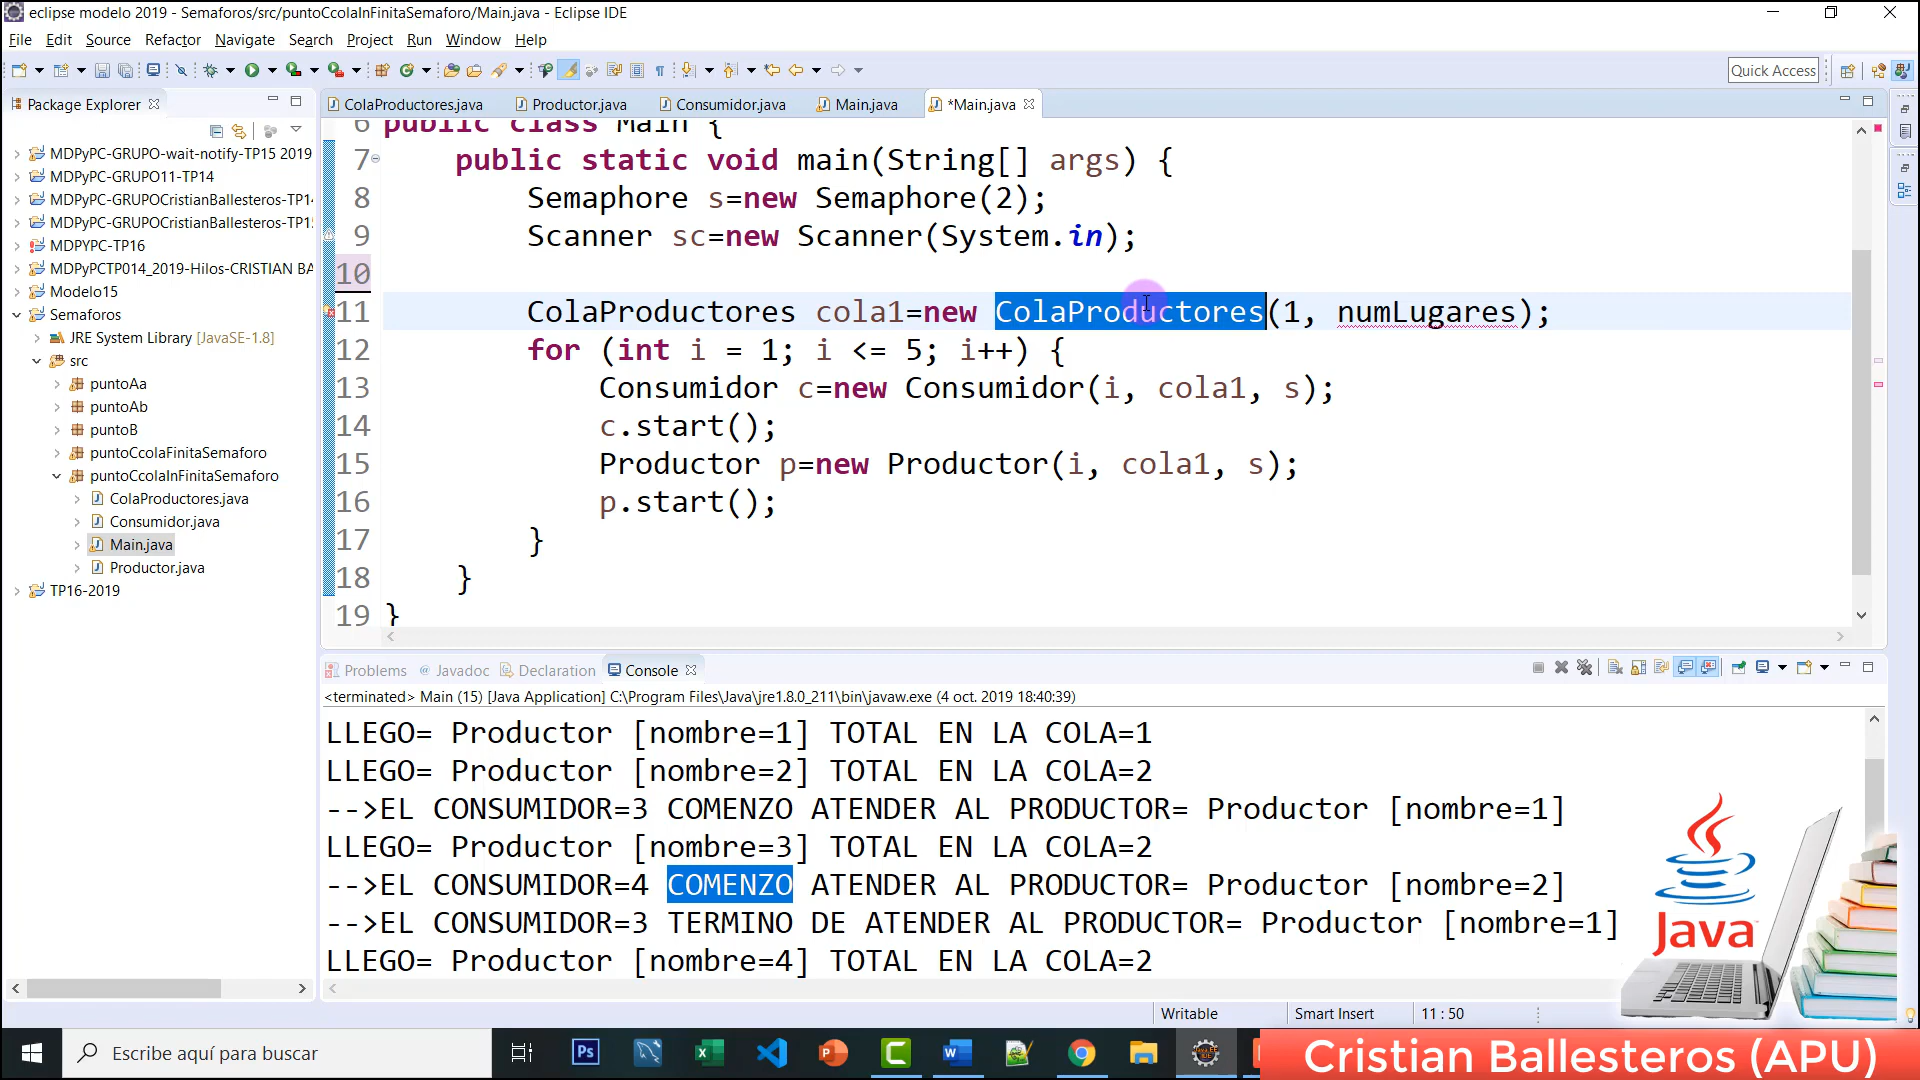 eclipse modelo 2019 - Semaforos/src/puntoCcolaInFinitaSemaforo/Main.java - Eclipse IDE
File Edit Source Refactor Navigate Search Project Run Window Help
Quick Access
Package Explorer
ColaProductores.java Productor.java Consumidor.java Main.java *Main.java
MDPyPC-GRUPO-wait-notify-TP15 2019
MDPyPC-GRUPO11-TP14
MDPyPC-GRUPOCristianBallesteros-TP14
MDPyPC-GRUPOCristianBallesteros-TP15
MDPYPC-TP16
MDPyPCTP014_2019-Hilos-CRISTIAN BA
Modelo15
Semaforos
JRE System Library [JavaSE-1.8]
src
puntoAa
puntoAb
puntoB
puntoCcolaFinitaSemaforo
puntoCcolaInFinitaSemaforo
ColaProductores.java
Consumidor.java
Main.java
Productor.java
TP16-2019
6 public class Main {
7 public static void main(String[] args) {
8 Semaphore s=new Semaphore(2);
9 Scanner sc=new Scanner(System.in);
10
11 ColaProductores cola1=new ColaProductores(1, numLugares);
12 for (int i = 1; i <= 5; i++) {
13 Consumidor c=new Consumidor(i, cola1, s);
14 c.start();
15 Productor p=new Productor(i, cola1, s);
16 p.start();
17 }
18 }
19 }
Problems Javadoc Declaration Console
<terminated> Main (15) [Java Application] C:\Program Files\Java\jre1.8.0_211\bin\javaw.exe (4 oct. 2019 18:40:39)
LLEGO= Productor [nombre=1] TOTAL EN LA COLA=1
LLEGO= Productor [nombre=2] TOTAL EN LA COLA=2
-->EL CONSUMIDOR=3 COMENZO ATENDER AL PRODUCTOR= Productor [nombre=1]
LLEGO= Productor [nombre=3] TOTAL EN LA COLA=2
-->EL CONSUMIDOR=4 COMENZO ATENDER AL PRODUCTOR= Productor [nombre=2]
-->EL CONSUMIDOR=3 TERMINO DE ATENDER AL PRODUCTOR= Productor [nombre=1]
LLEGO= Productor [nombre=4] TOTAL EN LA COLA=2
Java
Writable Smart Insert 11 : 50
Escribe aquí para buscar
Ps
Cristian Ballesteros (APU)